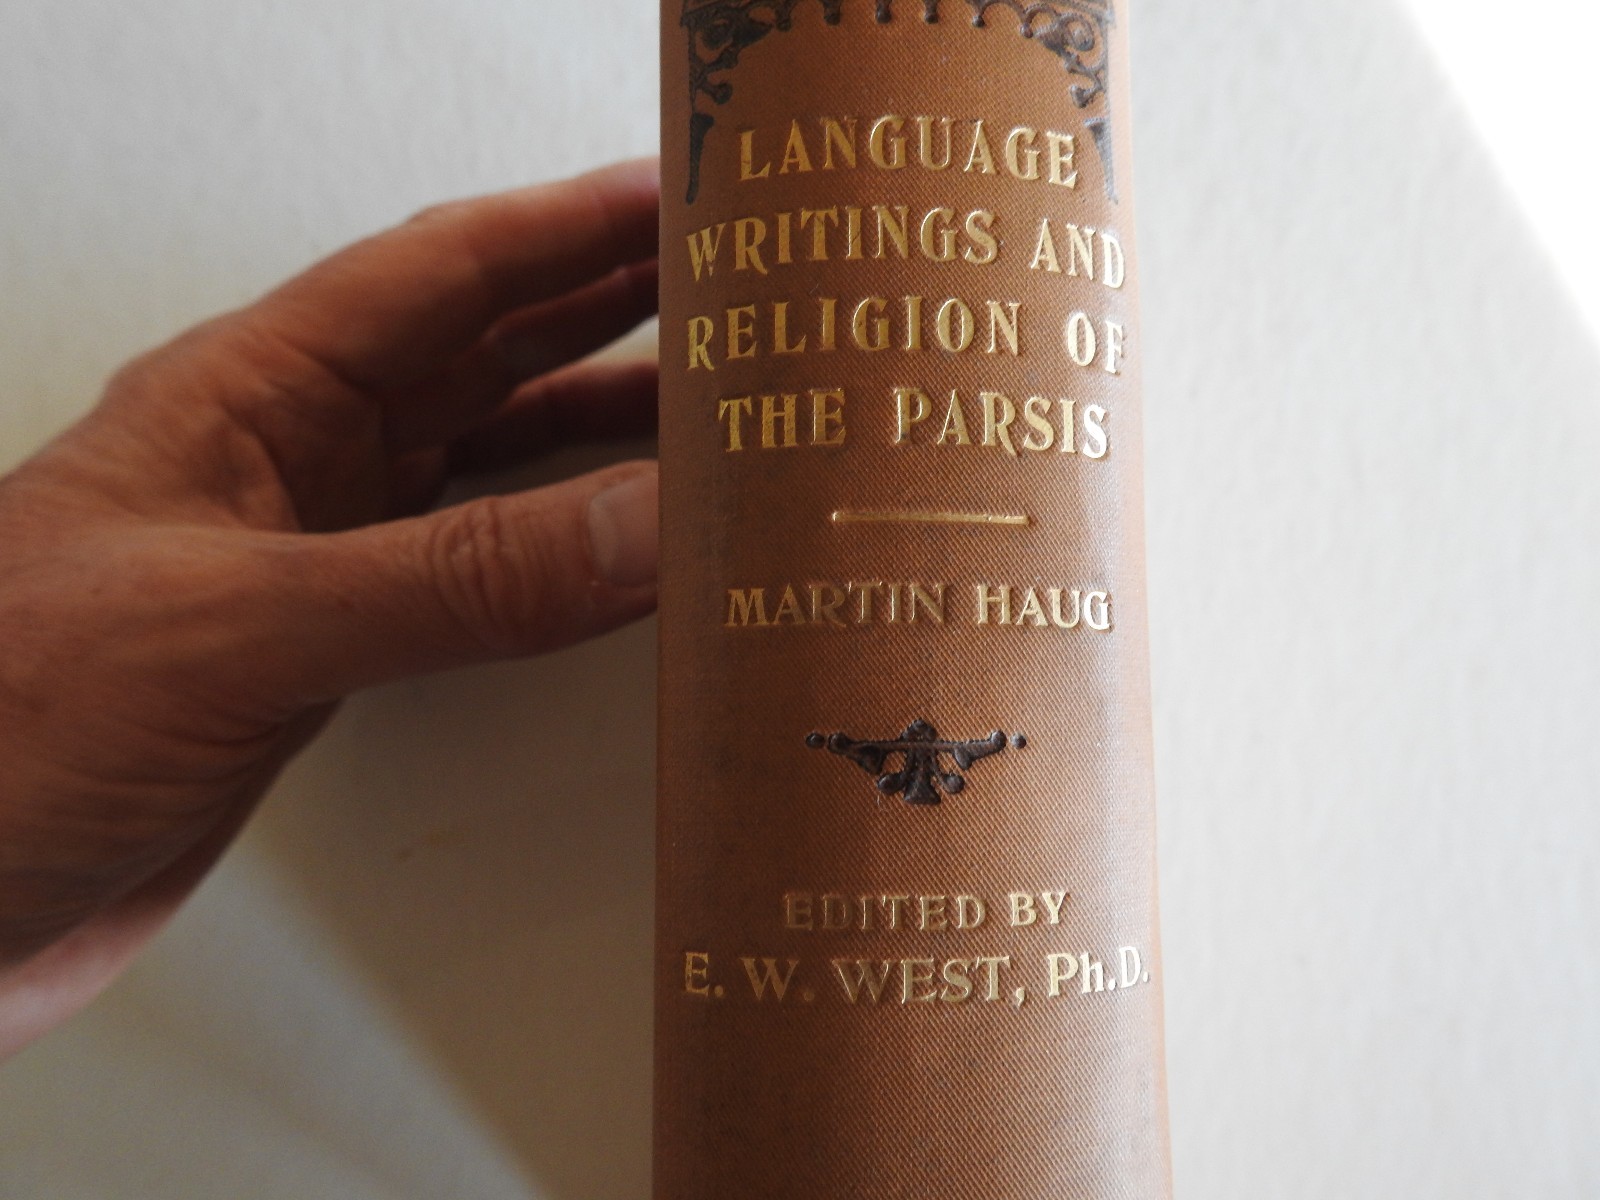 LANGUAGE
WRITINGS AND
RELIGION OF
THE PARSIS
MARTIN HAUG
EDITED BY
E. W. WEST, Ph.D.